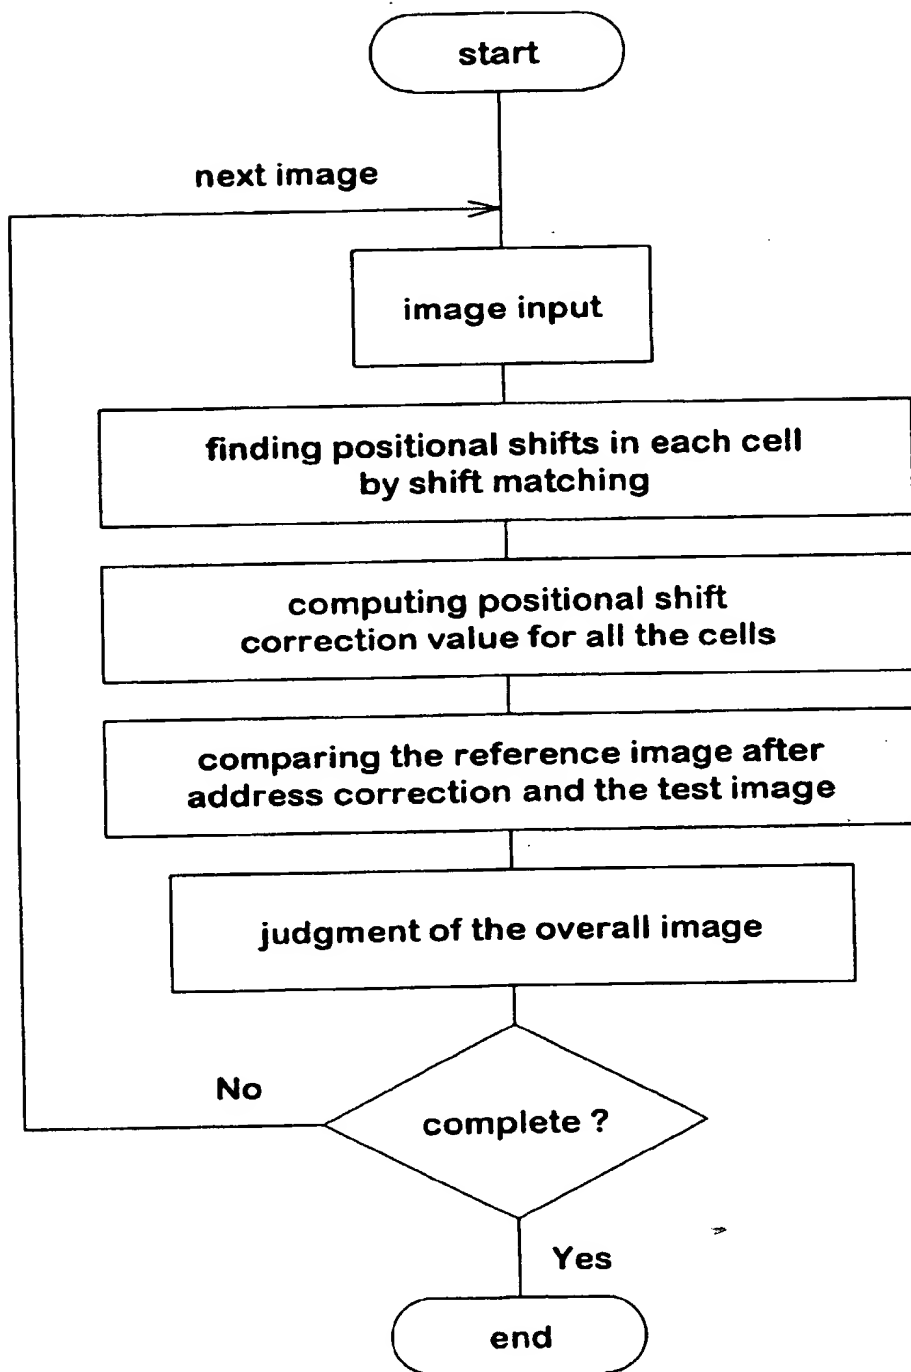 start
next image
image input
finding positional shifts in each cell
by shift matching
computing positional shift
correction value for all the cells
comparing the reference image after
address correction and the test image
judgment of the overall image
No
complete ?
Yes
end